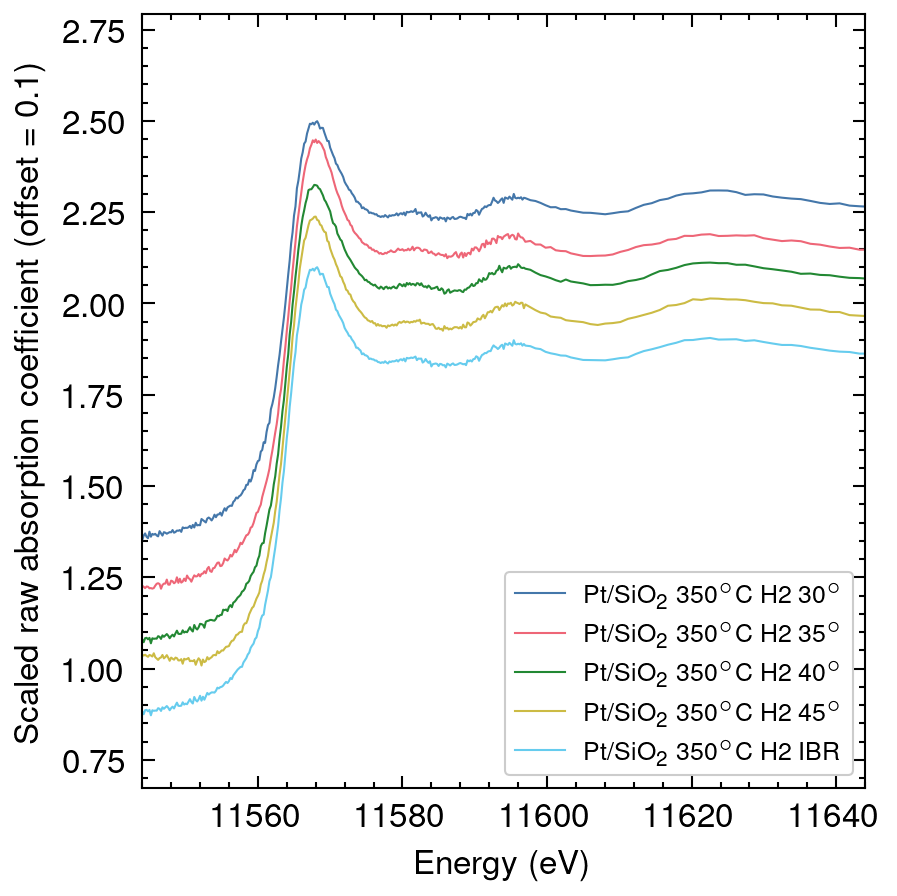 Scaled raw absorption coefficient (offset = 0.1)
2.75
2.50
2.25
2.00
1.75
1.50
1.25
1.00
0.75
Pt/SiO₂ 350°C H2 30°
Pt/SiO₂ 350°C H2 35°
Pt/SiO₂ 350°C H2 40°
Pt/SiO₂ 350°C H2 45°
Pt/SiO₂ 350°C H2 IBR
11560 11580 11600 11620 11640
Energy (eV)